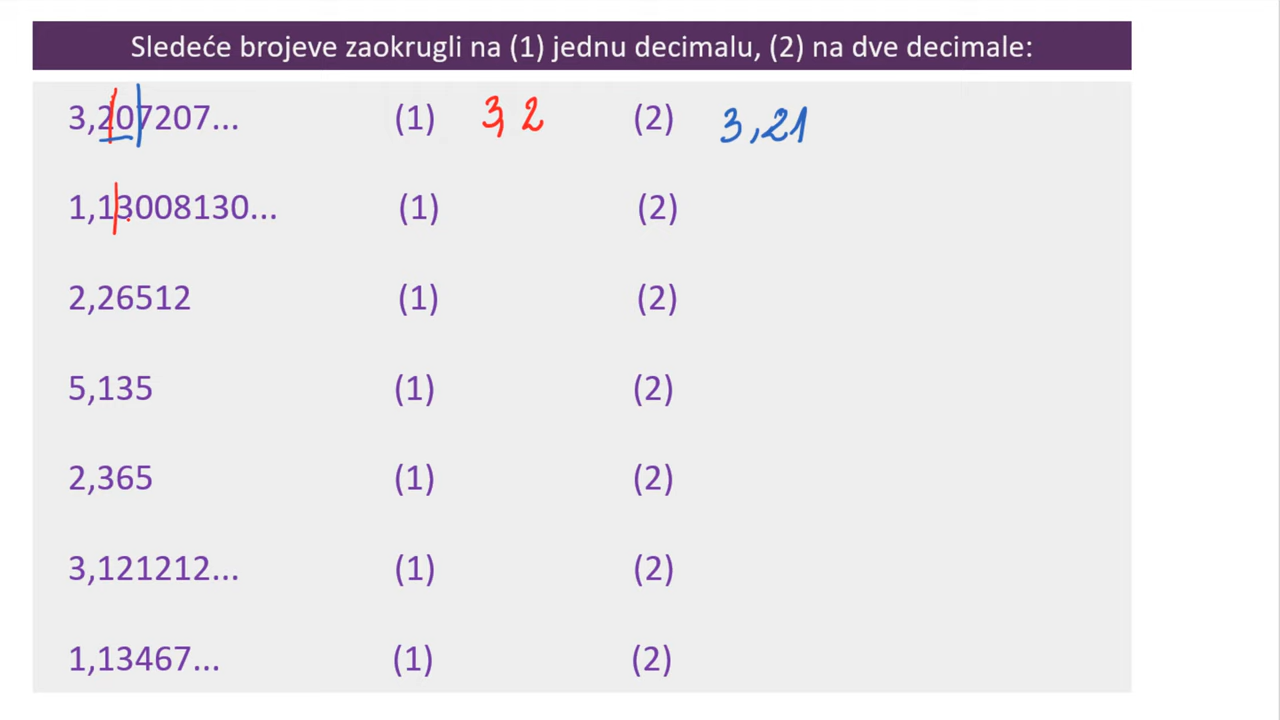 Sledeće brojeve zaokrugli na (1) jednu decimalu, (2) na dve decimale:
3,207207... (1) 3,2 (2) 3,21
1,13008130... (1) (2)
2,26512 (1) (2)
5,135 (1) (2)
2,365 (1) (2)
3,121212... (1) (2)
1,13467... (1) (2)